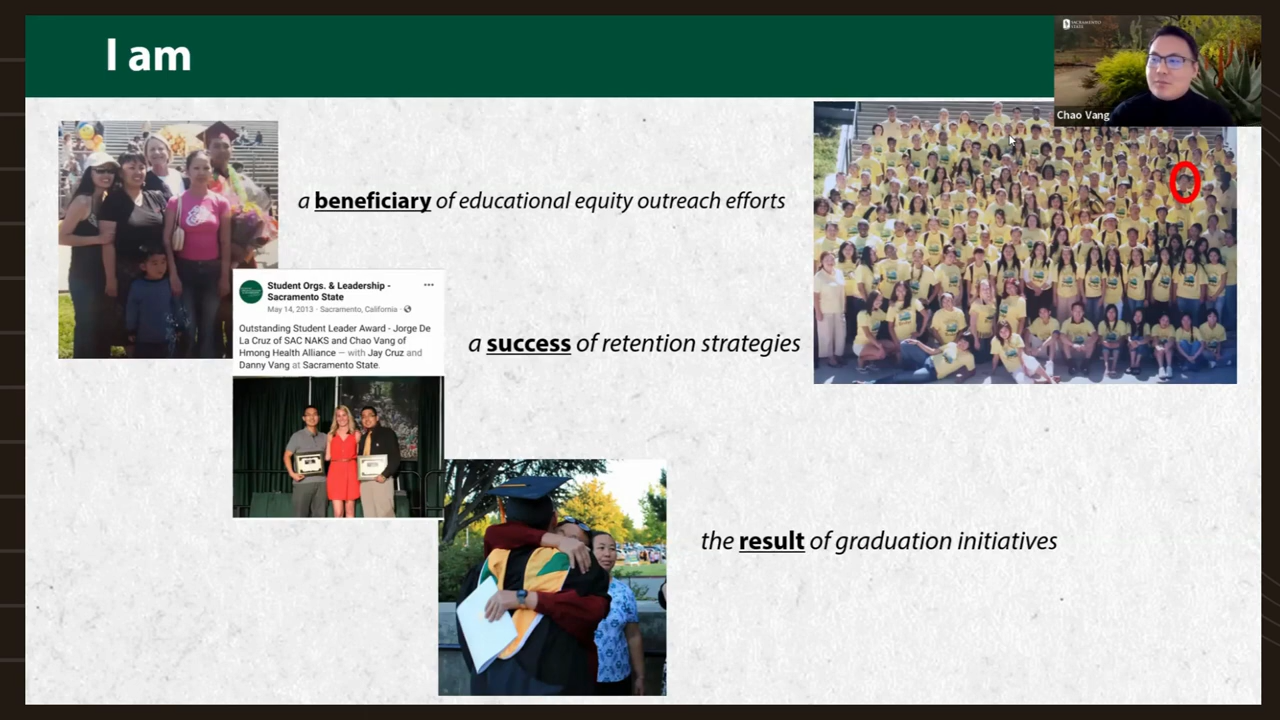 I am
SACRAMENTO
STATE
Chao Vang
a beneficiary of educational equity outreach efforts
Student Orgs. & Leadership -
Sacramento State
May 14, 2013 · Sacramento, California ·
Outstanding Student Leader Award - Jorge De
La Cruz of SAC NAKS and Chao Vang of
Hmong Health Alliance — with Jay Cruz and
Danny Vang at Sacramento State.
a success of retention strategies
the result of graduation initiatives